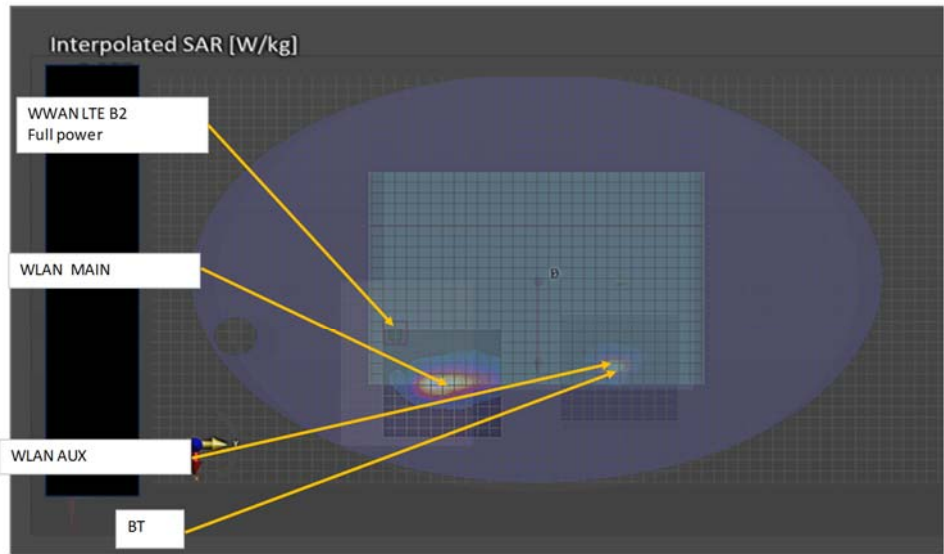 Interpolated SAR [W/kg]
WWAN LTE B2
Full power
WLAN MAIN
B
WLAN AUX
BT